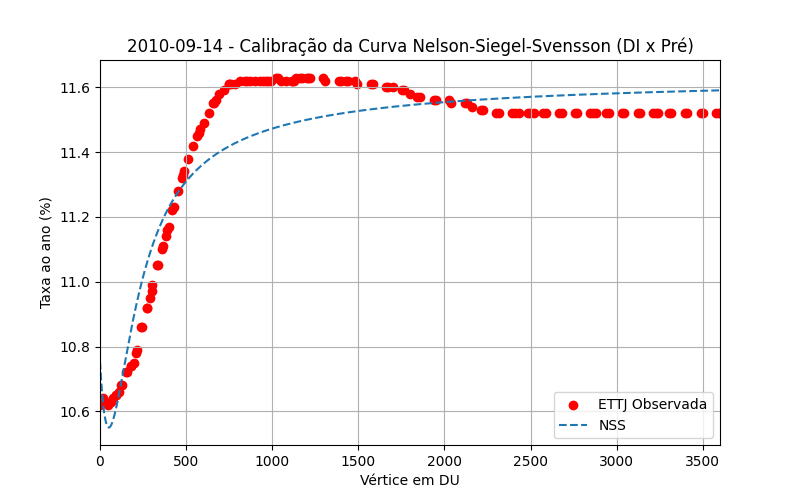 2010-09-14 - Calibração da Curva Nelson-Siegel-Svensson (DI x Pré)
Taxa ao ano (%)
11.6
11.4
11.2
11.0
10.8
10.6
0 500 1000 1500 2000 2500 3000 3500
Vértice em DU
ETTJ Observada
NSS